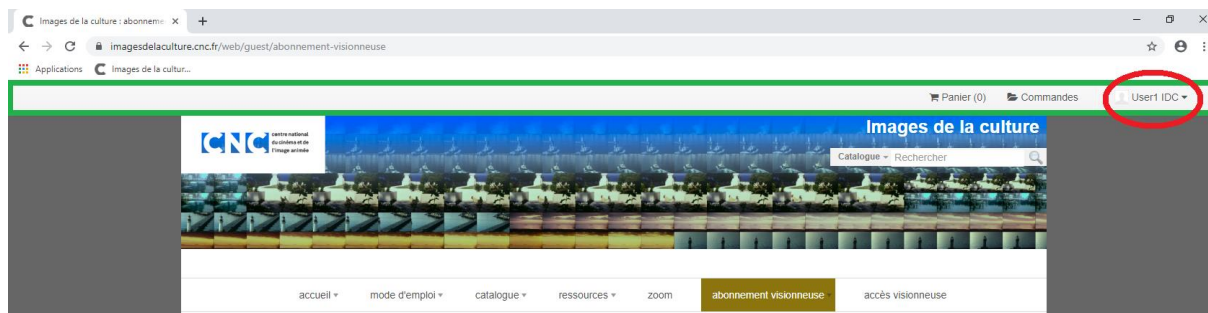 Images de la culture : abonneme
imagesdelaculture.cnc.fr/web/guest/abonnement-visionneuse
Applications Images de la cultur...
Panier (0) Commandes User1 IDC
CNC centre national du cinéma et de l'image animée
Images de la culture
Catalogue Rechercher
accueil mode d'emploi catalogue ressources zoom abonnement visionneuse accès visionneuse